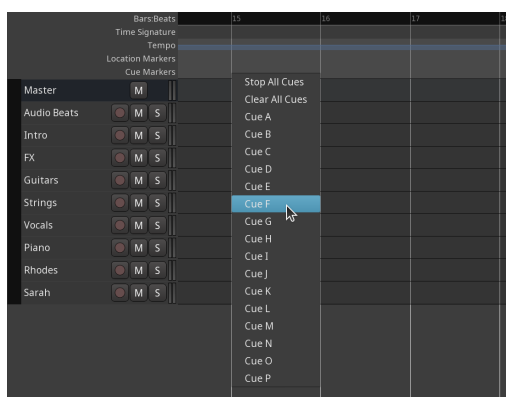 Bars:Beats
15
16
17
Time Signature
Tempo
Location Markers
Cue Markers
Master M
Audio Beats M S
Intro M S
FX M S
Guitars M S
Strings M S
Vocals M S
Piano M S
Rhodes M S
Sarah M S
Stop All Cues
Clear All Cues
Cue A
Cue B
Cue C
Cue D
Cue E
Cue F
Cue G
Cue H
Cue I
Cue J
Cue K
Cue L
Cue M
Cue N
Cue O
Cue P